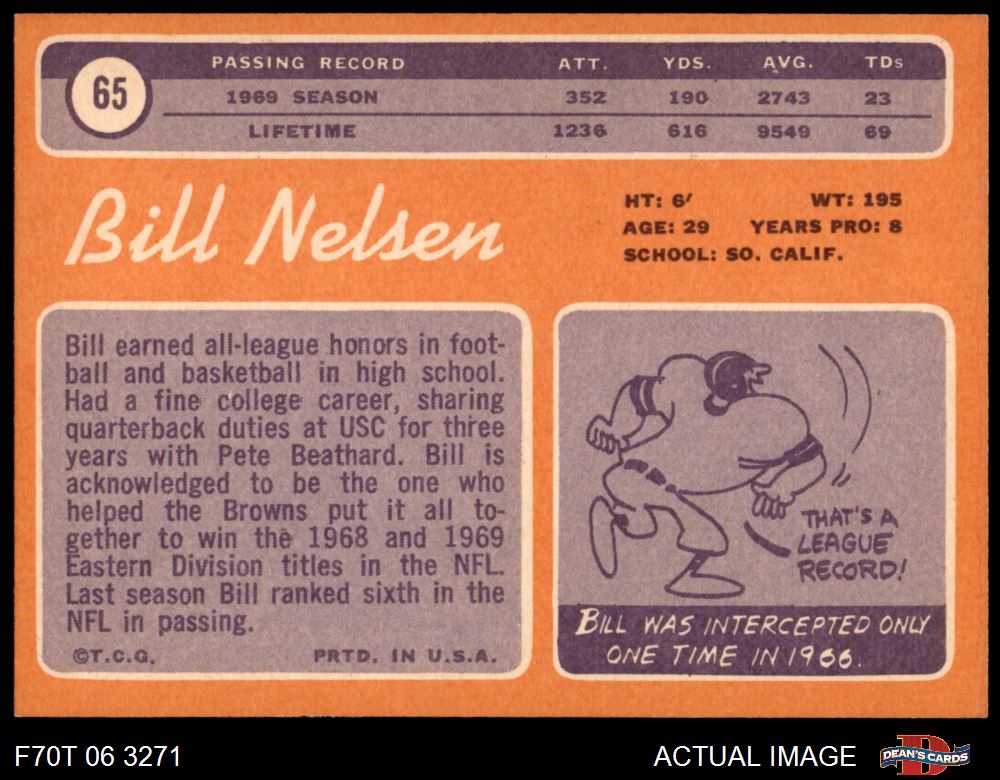 65
PASSING RECORD ATT. YDS. AVG. TDs
1969 SEASON 352 190 2743 23
LIFETIME 1236 616 9549 69
Bill Nelsen
HT: 6' WT: 195
AGE: 29 YEARS PRO: 8
SCHOOL: SO. CALIF.
Bill earned all-league honors in foot-
ball and basketball in high school.
Had a fine college career, sharing
quarterback duties at USC for three
years with Pete Beathard. Bill is
acknowledged to be the one who
helped the Browns put it all to-
gether to win the 1968 and 1969
Eastern Division titles in the NFL.
Last season Bill ranked sixth in the
NFL in passing.
©T.C.G. PRTD. IN U.S.A.
THAT'S A
LEAGUE
RECORD!
BILL WAS INTERCEPTED ONLY
ONE TIME IN 1966.
F70T 06 3271 ACTUAL IMAGE
DEAN'S CARDS